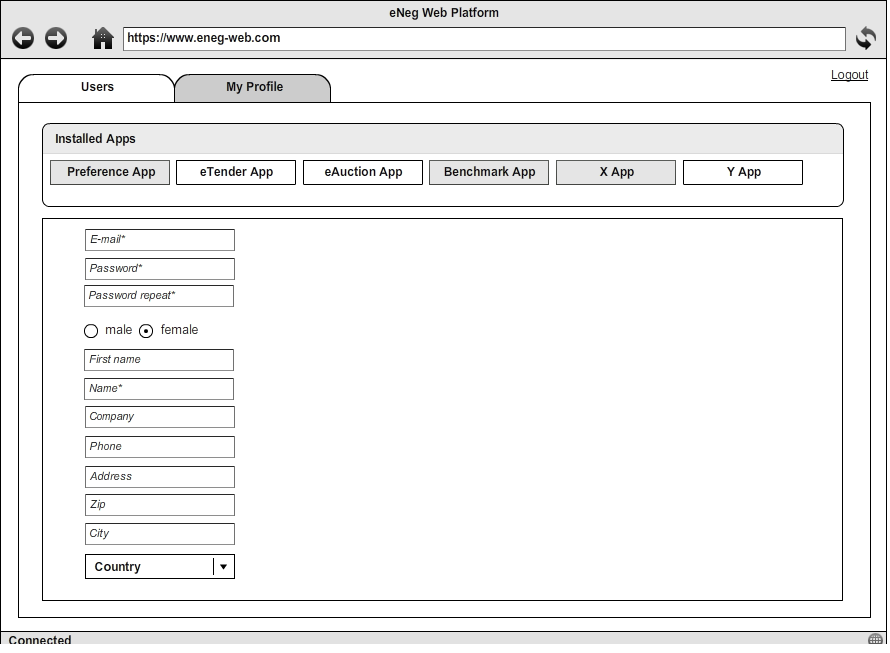 eNeg Web Platform
https://www.eneg-web.com
Logout
Users My Profile
Installed Apps
Preference App eTender App eAuction App Benchmark App X App Y App
E-mail*
Password*
Password repeat*
male female
First name
Name*
Company
Phone
Address
Zip
City
Country
Connected